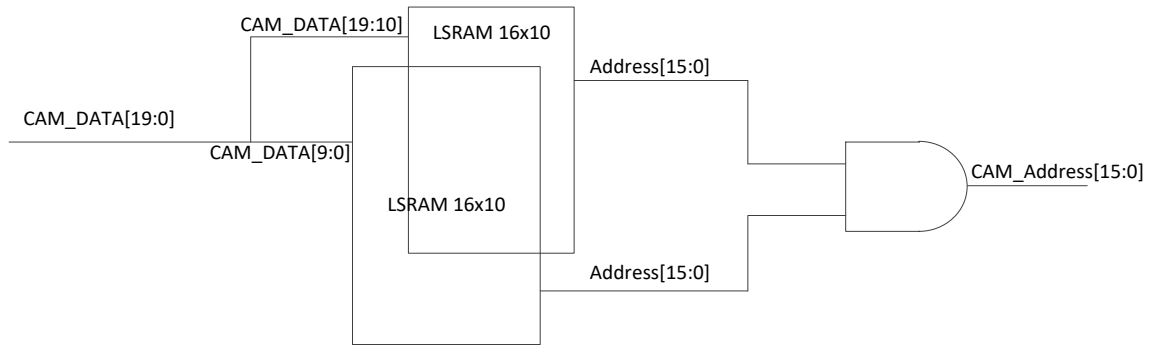 CAM_DATA[19:10]
LSRAM 16x10
Address[15:0]
CAM_DATA[19:0]
CAM_DATA[9:0]
CAM_Address[15:0]
LSRAM 16x10
Address[15:0]